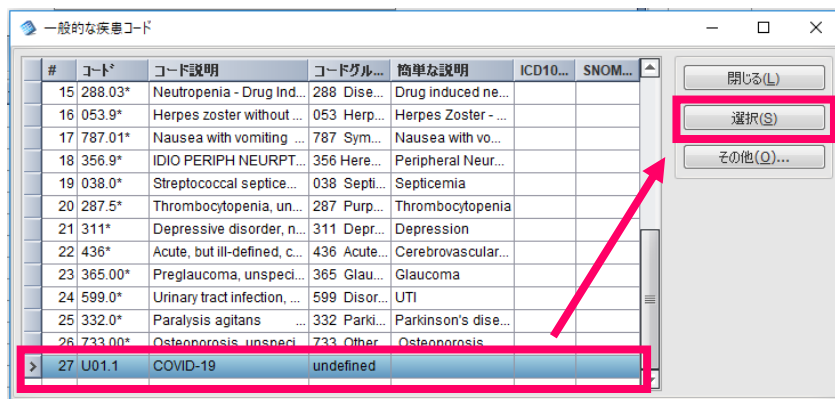 一般的な疾患コード
# コード コード説明 コードグル... 簡単な説明 ICD10... SNOM...
15 288.03* Neutropenia - Drug Ind... 288 Dise... Drug induced ne...
16 053.9* Herpes zoster without ... 053 Herp... Herpes Zoster - ...
17 787.01* Nausea with vomiting ... 787 Sym... Nausea with vo...
18 356.9* IDIO PERIPH NEURPT... 356 Here... Peripheral Neur...
19 038.0* Streptococcal septice... 038 Septi... Septicemia
20 287.5* Thrombocytopenia, un... 287 Purp... Thrombocytopenia
21 311* Depressive disorder, n... 311 Depr... Depression
22 436* Acute, but ill-defined, c... 436 Acute... Cerebrovascular...
23 365.00* Preglaucoma, unspeci... 365 Glau... Glaucoma
24 599.0* Urinary tract infection, ... 599 Disor... UTI
25 332.0* Paralysis agitans ... 332 Parki... Parkinson's dise...
26 733.00* Osteoporosis, unspeci... 733 Other... Osteoporosis
27 U01.1 COVID-19 undefined
閉じる(L)
選択(S)
その他(O)...